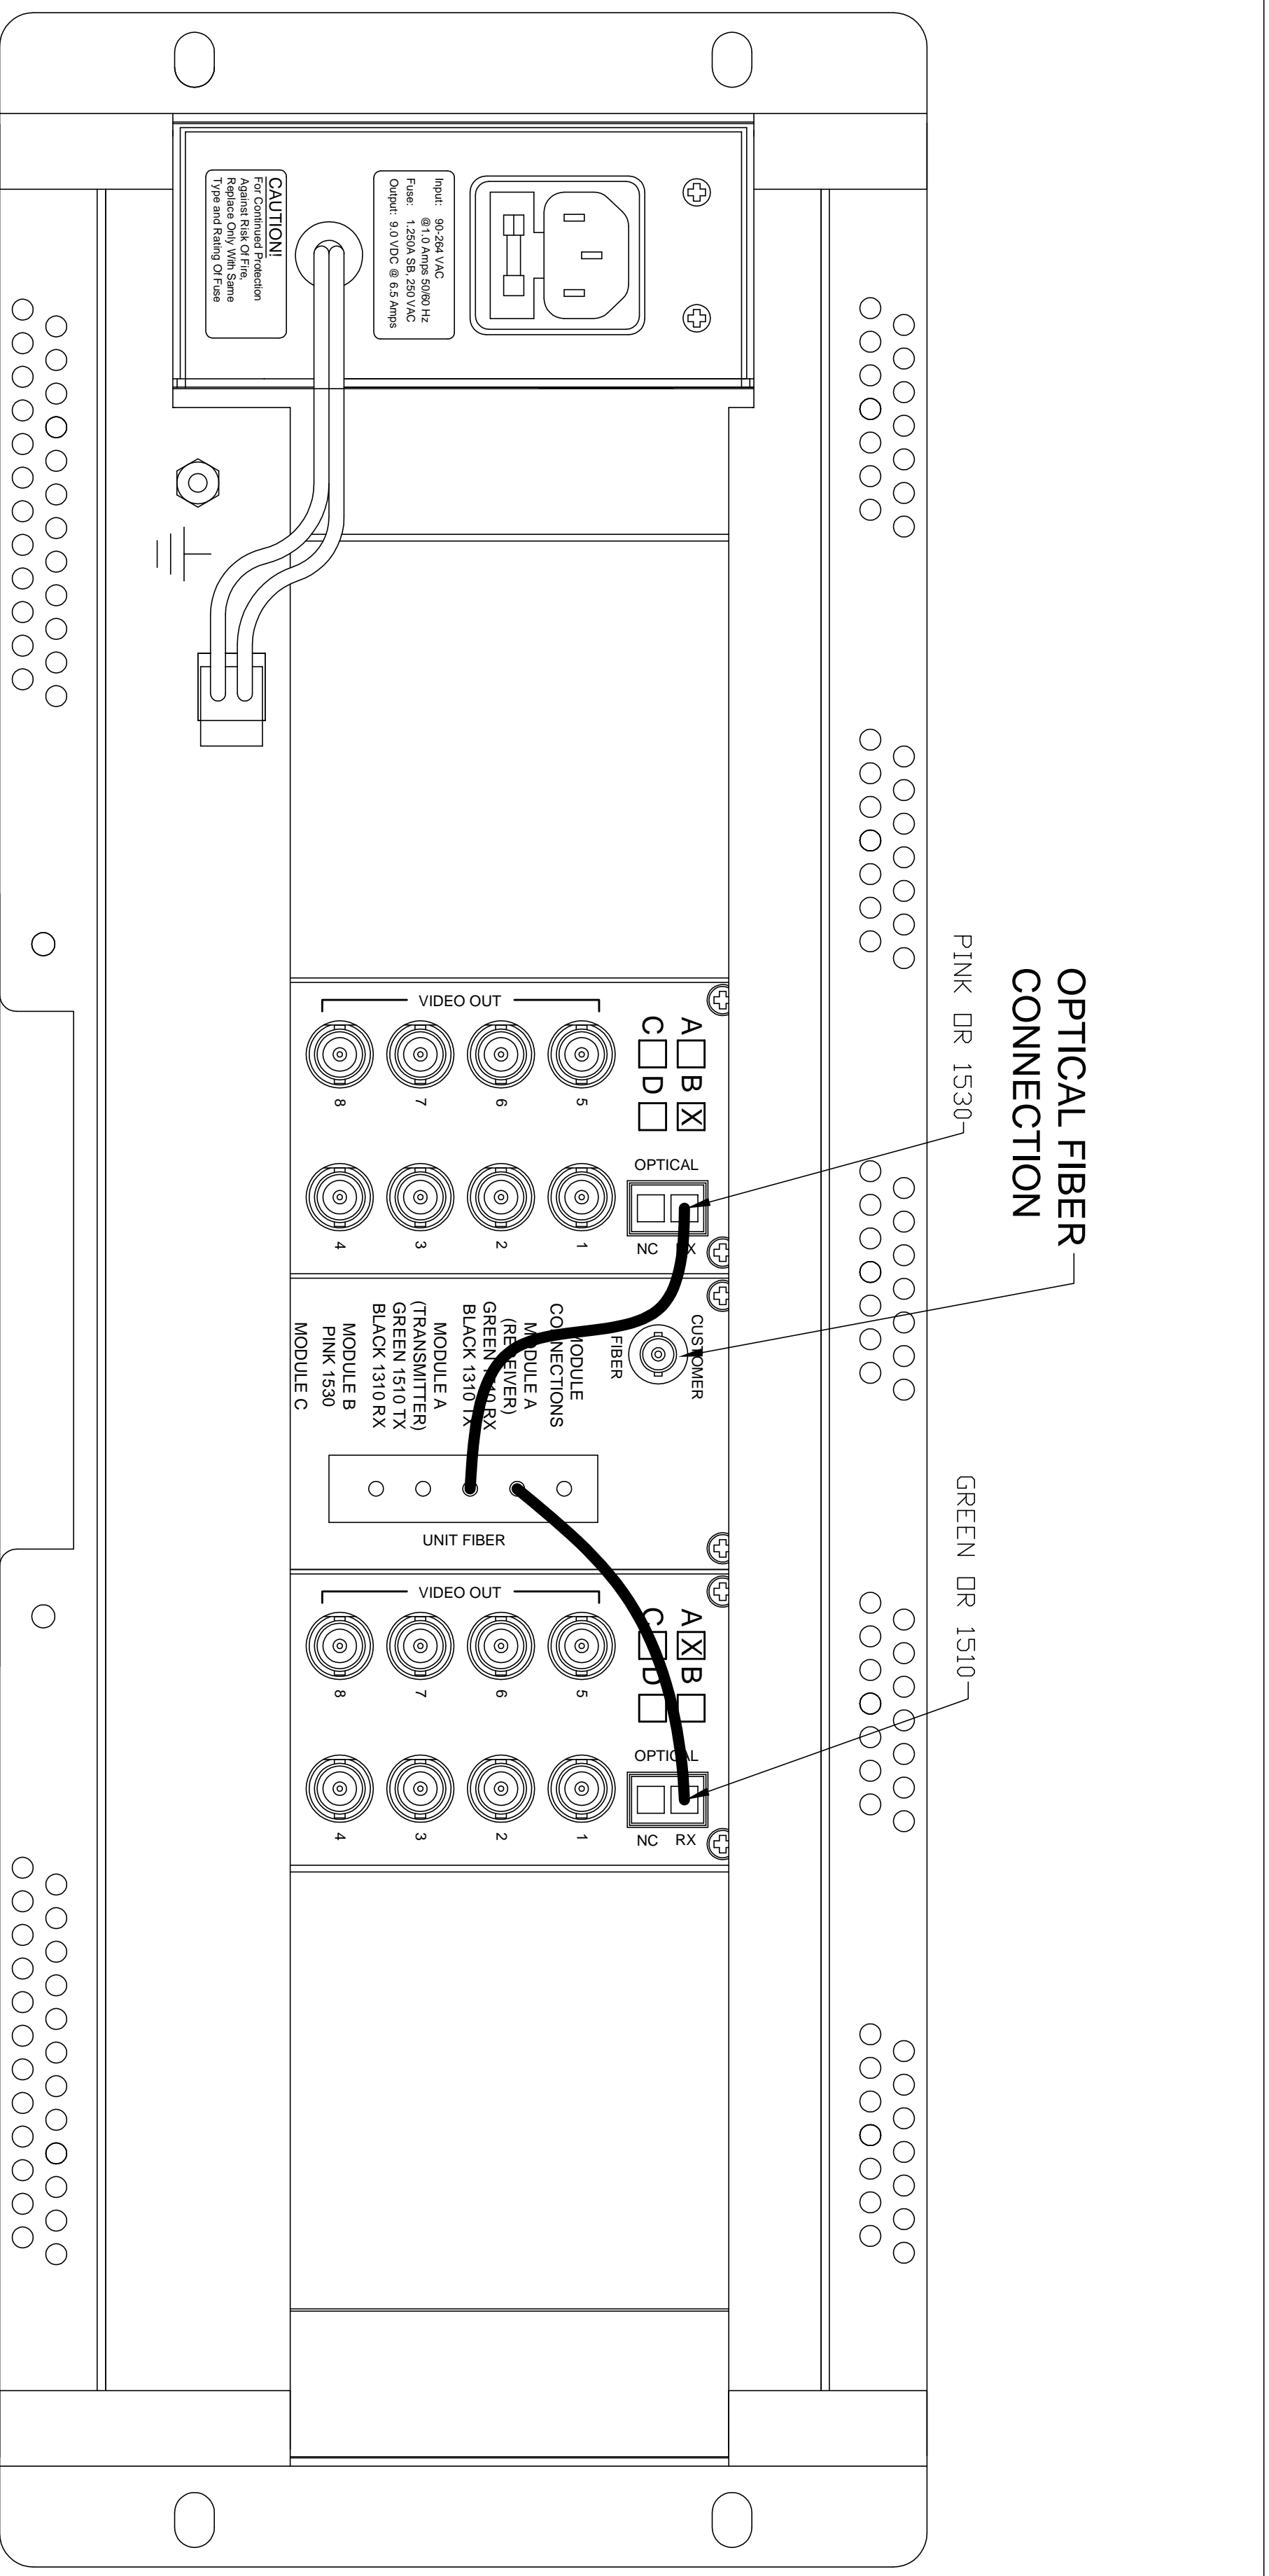 OPTICAL FIBER
CONNECTION
PINK OR 1530
GREEN OR 1510
Input: 90-264 VAC
@1.0 Amps 50/60 Hz
Fuse: 1.250A SB, 250 VAC
Output: 9.0 VDC @ 6.5 Amps
CAUTION!
For Continued Protection
Against Risk Of Fire,
Replace Only With Same
Type and Rating Of Fuse
A B X
C D
OPTICAL
NC RX
VIDEO OUT
5
6
7
8
1
2
3
4
CUSTOMER
FIBER
MODULE
CONNECTIONS
MODULE A
(RECEIVER)
GREEN 1510 RX
BLACK 1310 TX
MODULE A
(TRANSMITTER)
GREEN 1510 TX
BLACK 1310 RX
MODULE B
PINK 1530
MODULE C
UNIT FIBER
A X B
C D
OPTICAL
NC RX
VIDEO OUT
5
6
7
8
1
2
3
4